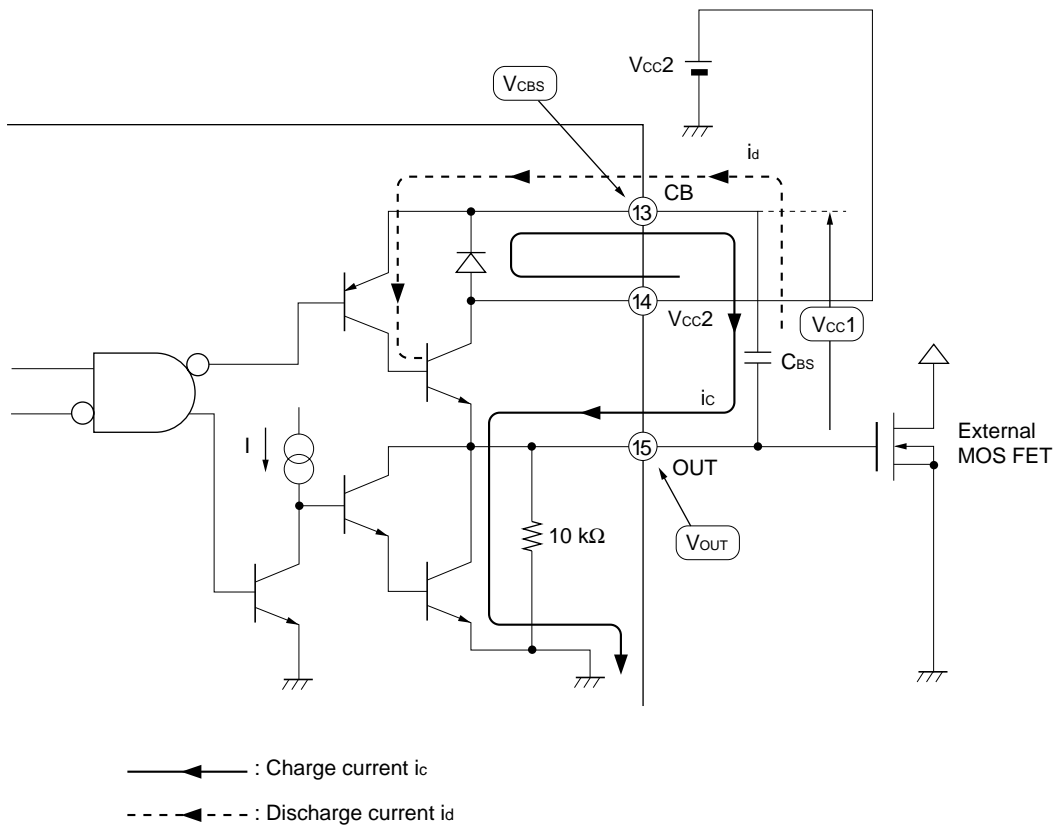 VCC2
VCBS
id
CB
13
14
VCC2
VCC1
CBS
ic
I
15
OUT
External
MOS FET
10 kΩ
VOUT
: Charge current ic
: Discharge current id